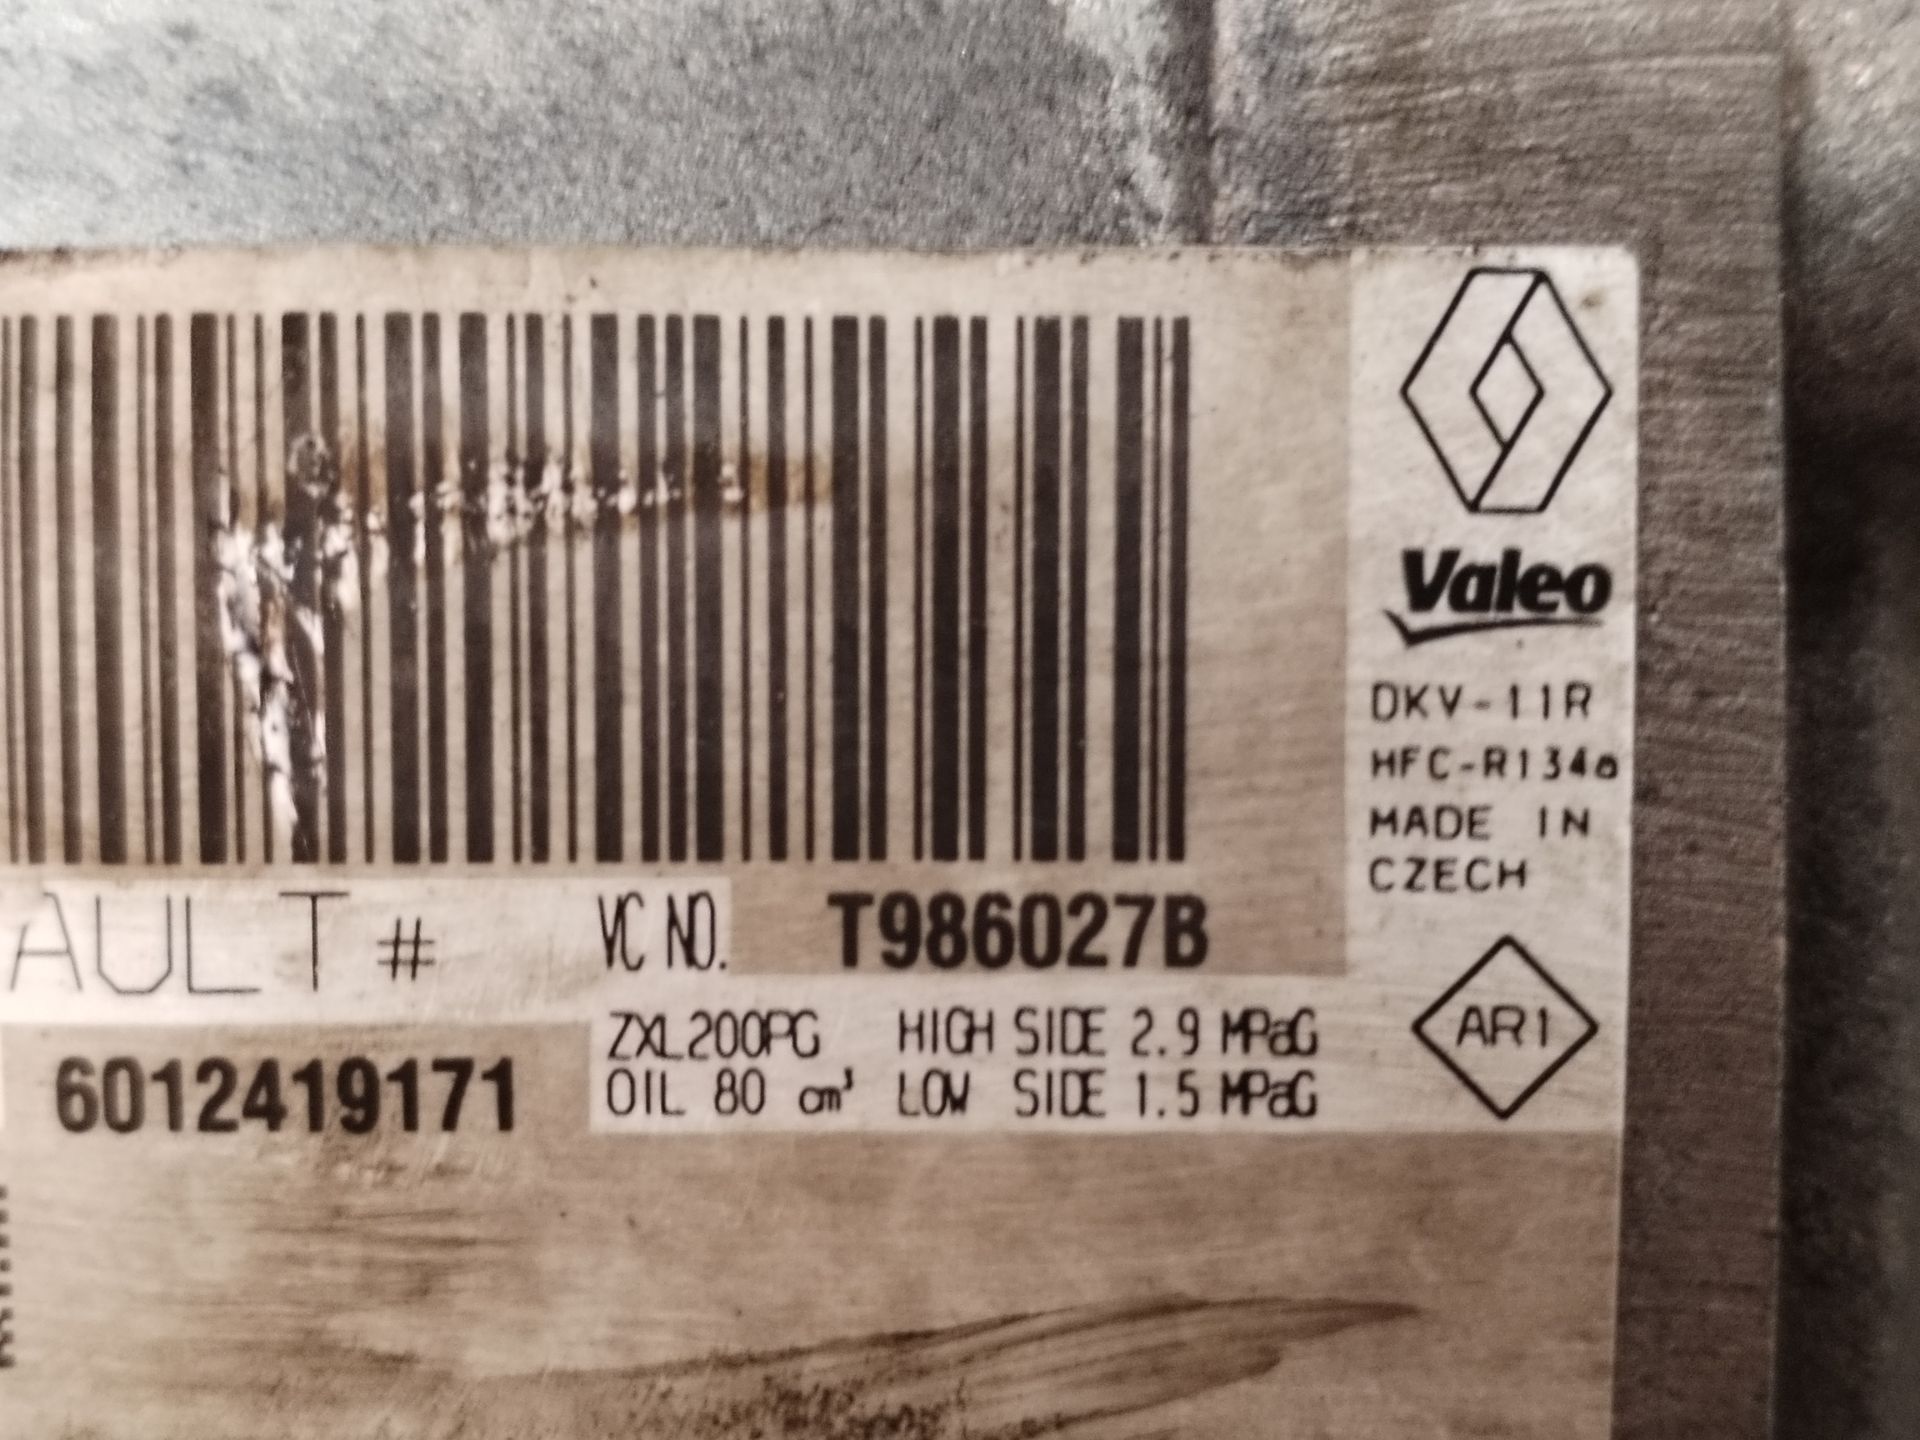 Valeo
DKV-11R
HFC-R134a
MADE IN
CZECH
AULT # VC NO. T986027B
6012419171
ZXL200PG HIGH SIDE 2.9 MPaG
OIL 80 cm³ LOW SIDE 1.5 MPaG
AR1